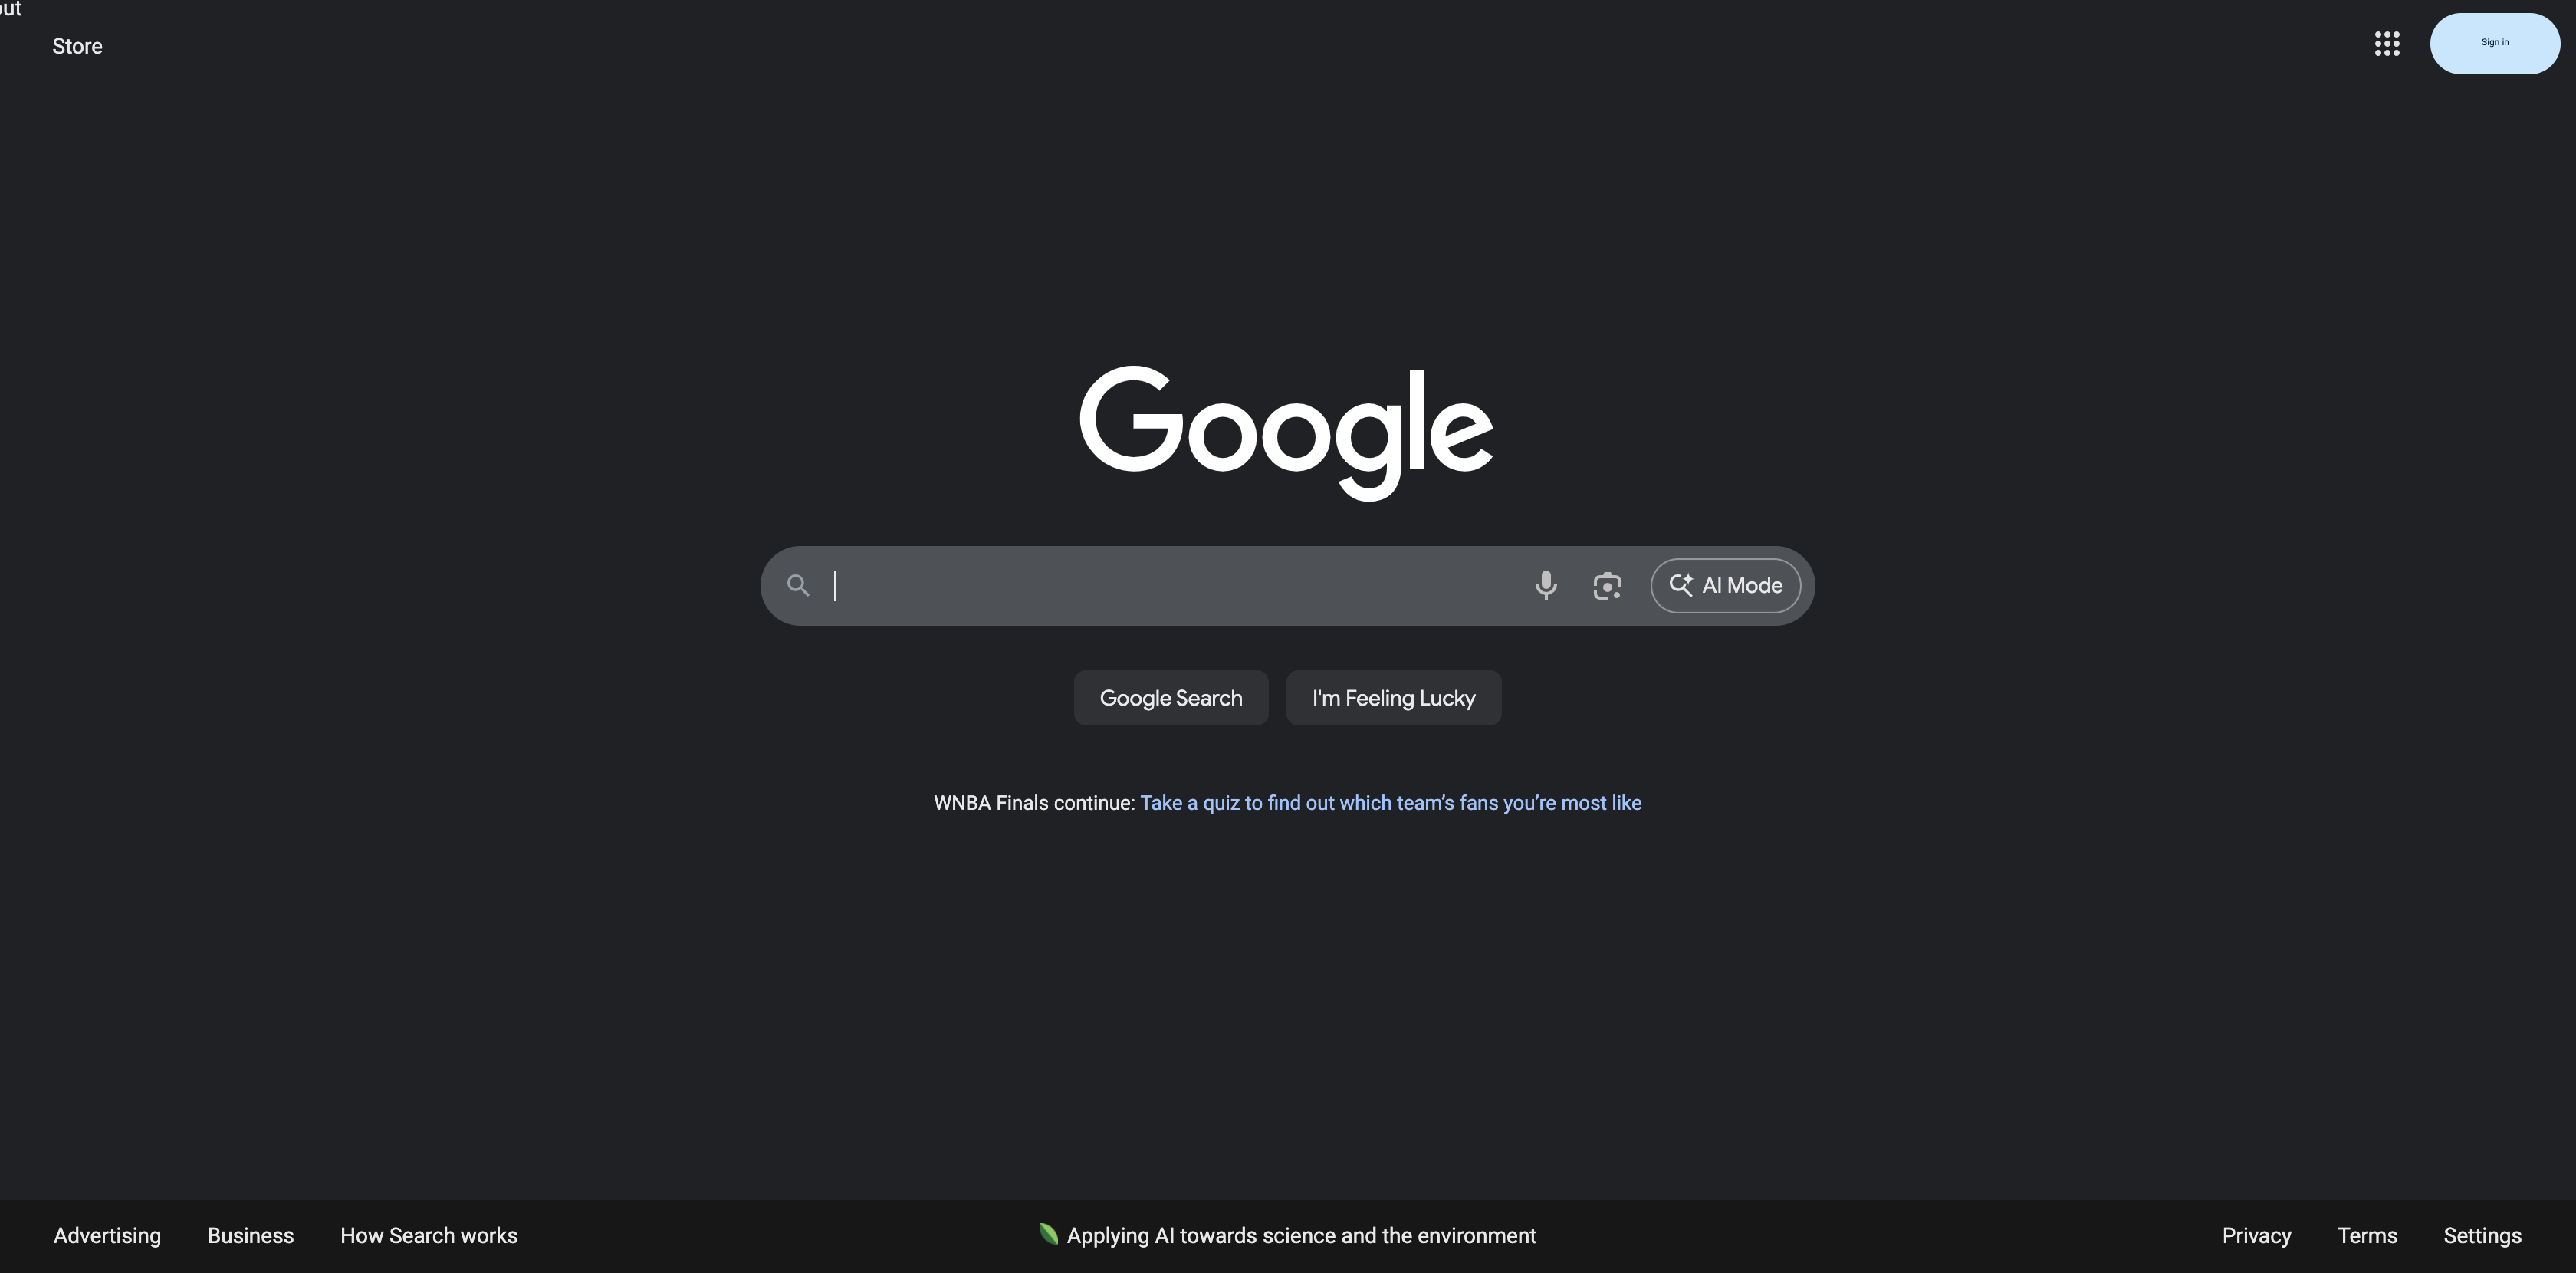 out
Store
Sign in
Google
AI Mode
Google Search
I'm Feeling Lucky
WNBA Finals continue: Take a quiz to find out which team’s fans you’re most like
Advertising Business How Search works
Applying AI towards science and the environment
Privacy Terms Settings